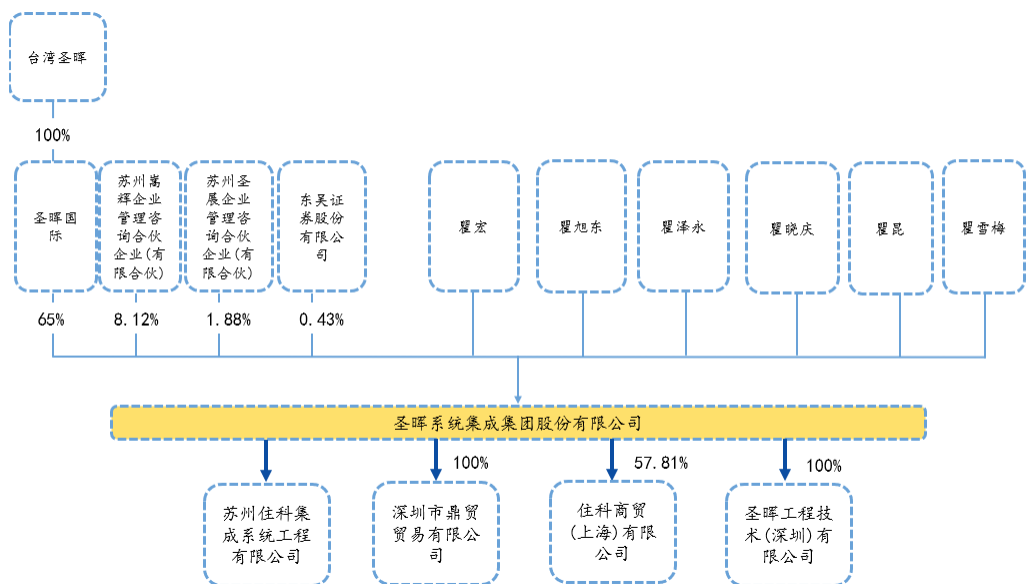 台湾圣晖
100%
圣晖国
际
苏州嵩
辉企业
管理咨
询合伙
企业(有
限合伙)
苏州圣
展企业
管理咨
询合伙
企业(有
限合伙)
东吴证
券股份
有限公
司
瞿宏
瞿旭东
瞿泽永
瞿晓庆
瞿昆
瞿雪梅
65%
8.12%
1.88%
0.43%
圣晖系统集成集团股份有限公司
100%
57.81%
100%
苏州住科集
成系统工程
有限公司
深圳市鼎贸
贸易有限公
司
住科商贸
(上海)有限
公司
圣晖工程技
术(深圳)有
限公司